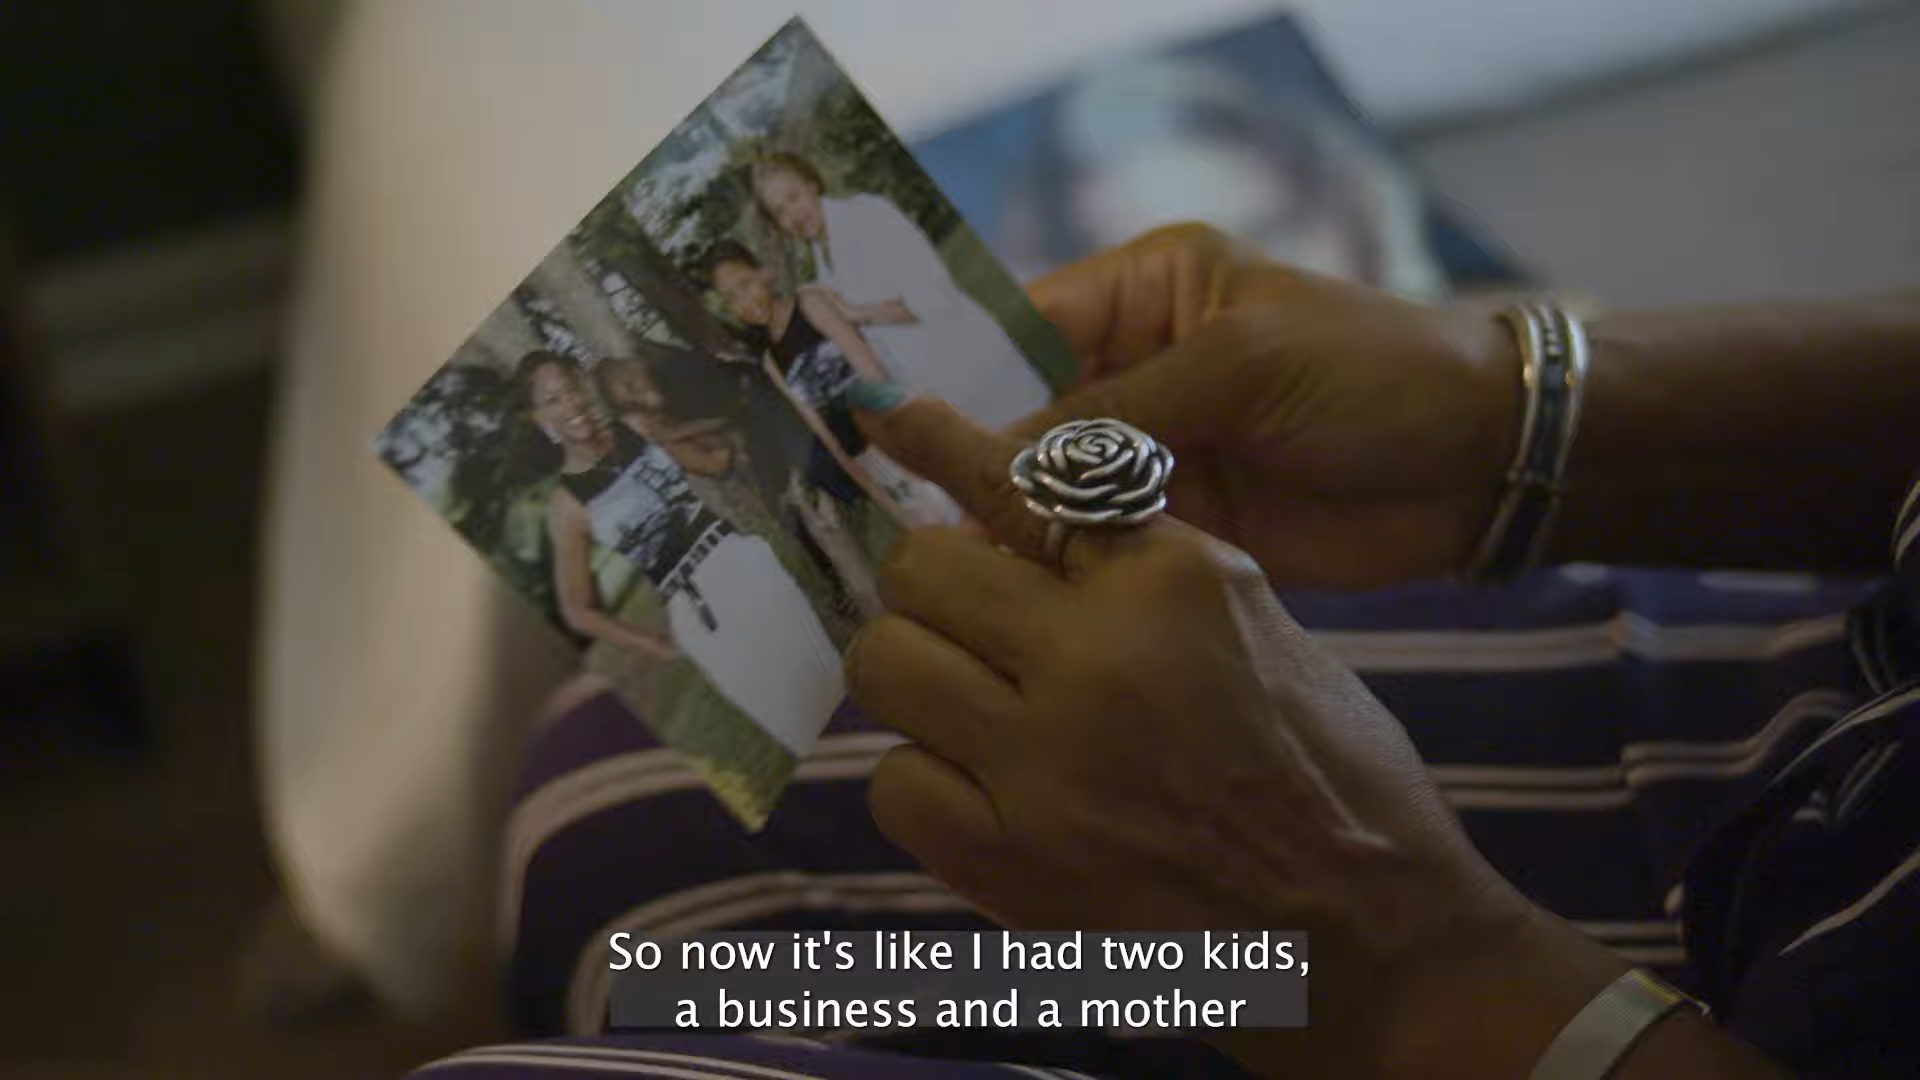 So now it's like I had two kids,
a business and a mother